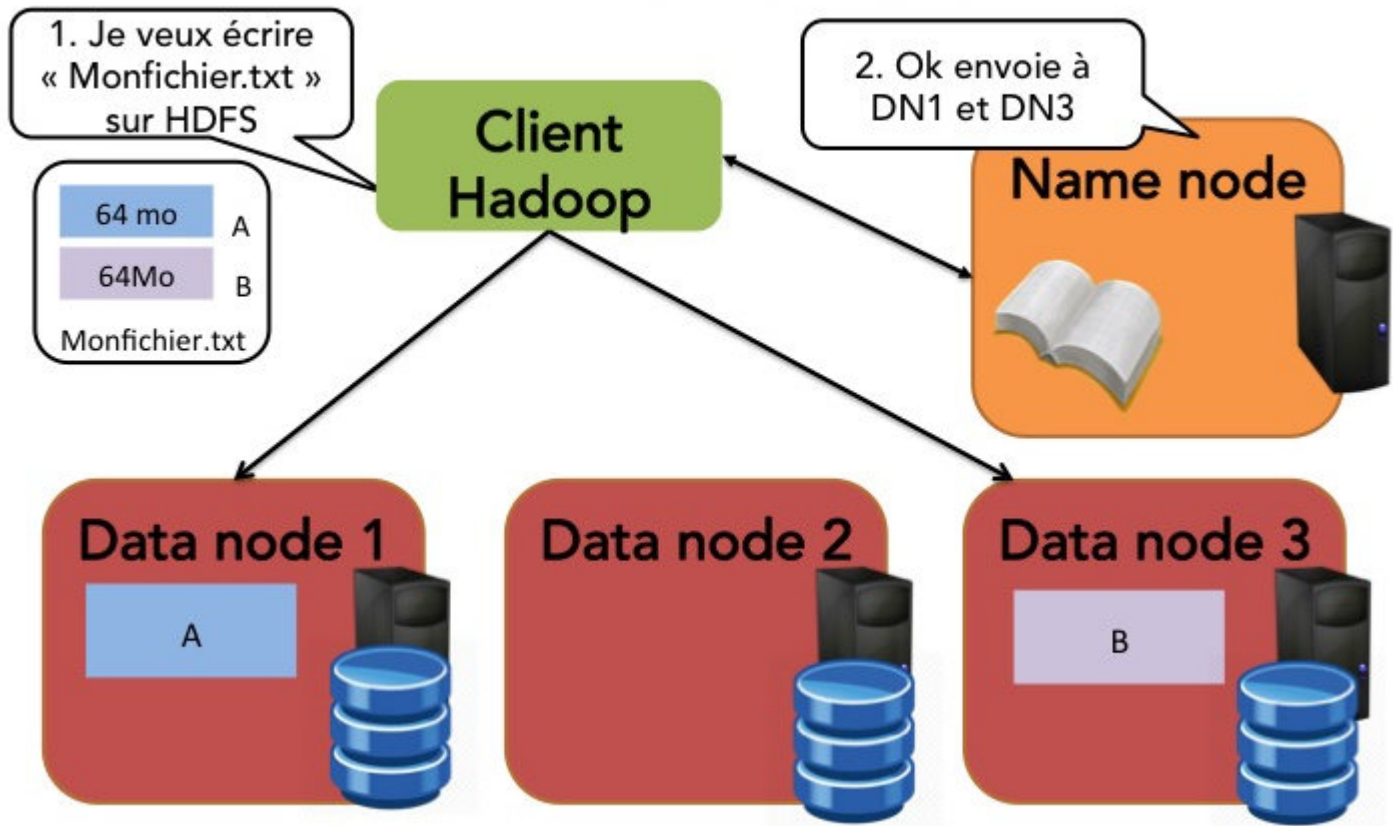 1. Je veux écrire
« Monfichier.txt »
sur HDFS
64 mo
A
64Mo
B
Monfichier.txt
Client
Hadoop
2. Ok envoie à
DN1 et DN3
Name node
Data node 1
A
Data node 2
Data node 3
B